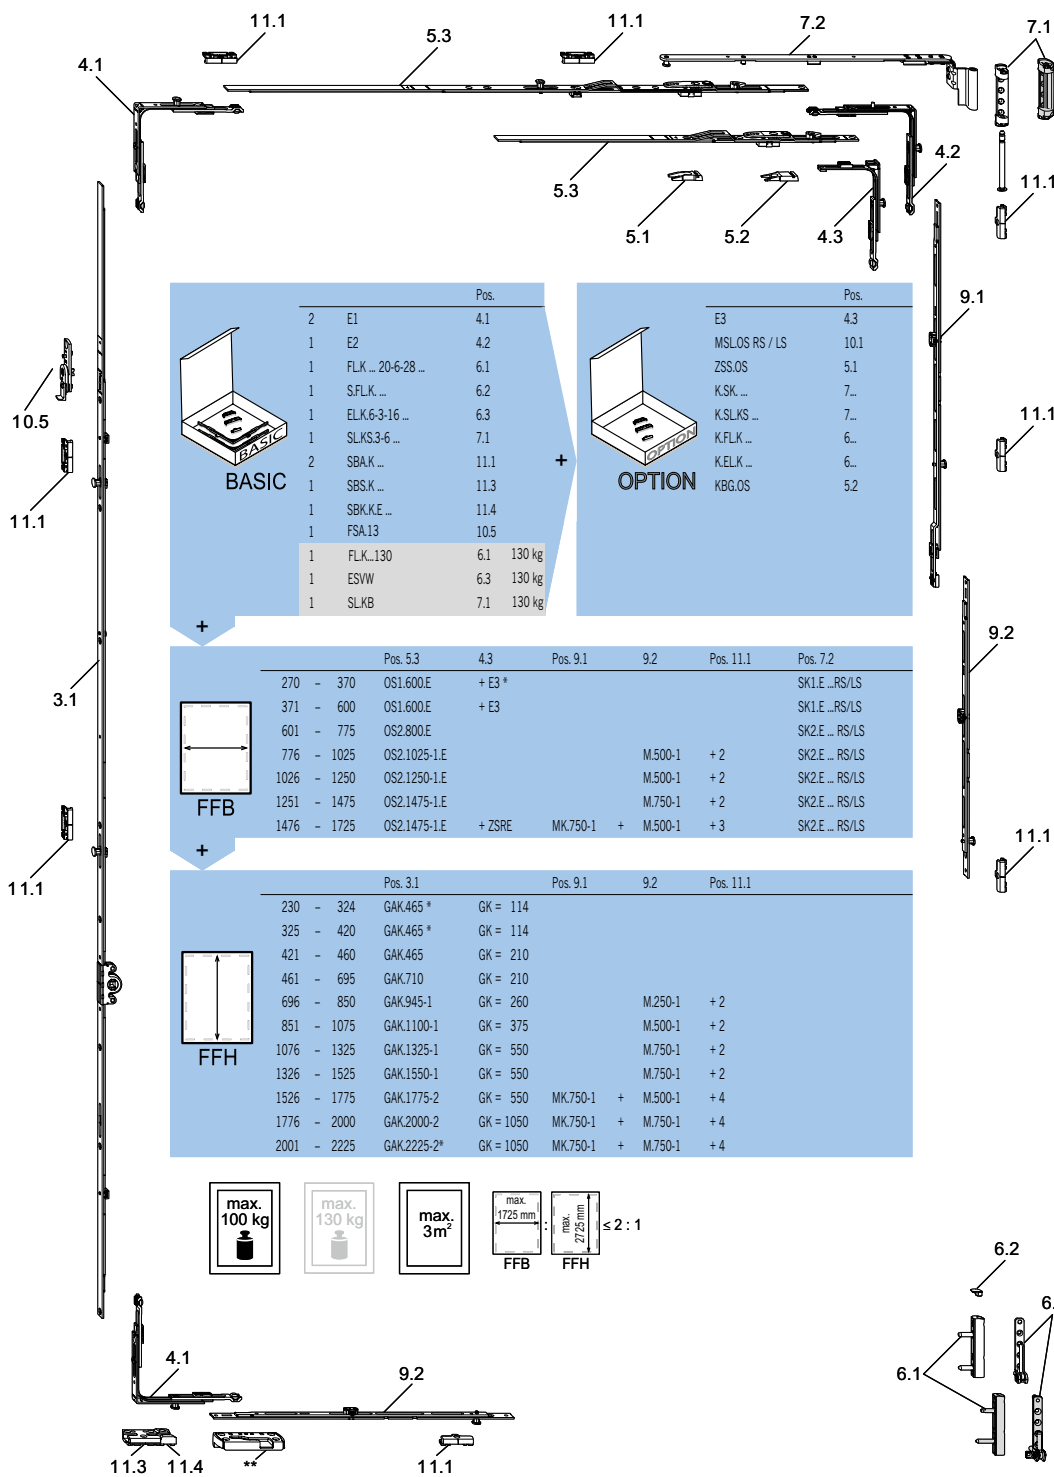 11.1
5.3
11.1
7.2
7.1
4.1
5.3
5.1
5.2
4.3
4.2
11.1
9.1
10.5
11.1
11.1
3.1
9.2
11.1
11.1
Pos.
2 E1 4.1
1 E2 4.2
1 FL.K ... 20-6-28 ... 6.1
1 S.FL.K. ... 6.2
1 EL.K.6-3-16 ... 6.3
1 SL.KS.3-6 ... 7.1
2 SBA.K ... 11.1
1 SBS.K ... 11.3
1 SBK.K.E ... 11.4
1 FSA.13 10.5
1 FL.K...130 6.1 130 kg
1 ESVW 6.3 130 kg
1 SL.KB 7.1 130 kg
BASIC
BASIC
+
Pos.
E3 4.3
MSL.OS RS / LS 10.1
ZSS.OS 5.1
K.SK. ... 7...
K.SL.KS ... 7...
K.FL.K ... 6...
K.EL.K ... 6...
KBG.OS 5.2
OPTION
OPTION
+
Pos. 5.3 4.3 Pos. 9.1 9.2 Pos. 11.1 Pos. 7.2
270 – 370 OS1.600.E + E3 * SK1.E ...RS/LS
371 – 600 OS1.600.E + E3 SK1.E ...RS/LS
601 – 775 OS2.800.E SK2.E ... RS/LS
776 – 1025 OS2.1025-1.E M.500-1 + 2 SK2.E ... RS/LS
1026 – 1250 OS2.1250-1.E M.500-1 + 2 SK2.E ... RS/LS
1251 – 1475 OS2.1475-1.E M.750-1 + 2 SK2.E ... RS/LS
1476 – 1725 OS2.1475-1.E + ZSRE MK.750-1 + M.500-1 + 3 SK2.E ... RS/LS
FFB
+
Pos. 3.1 Pos. 9.1 9.2 Pos. 11.1
230 – 324 GAK.465 * GK = 114
325 – 420 GAK.465 * GK = 114
421 – 460 GAK.465 GK = 210
461 – 695 GAK.710 GK = 210
696 – 850 GAK.945-1 GK = 260 M.250-1 + 2
851 – 1075 GAK.1100-1 GK = 375 M.500-1 + 2
1076 – 1325 GAK.1325-1 GK = 550 M.750-1 + 2
1326 – 1525 GAK.1550-1 GK = 550 M.750-1 + 2
1526 – 1775 GAK.1775-2 GK = 550 MK.750-1 + M.500-1 + 4
1776 – 2000 GAK.2000-2 GK = 1050 MK.750-1 + M.750-1 + 4
2001 – 2225 GAK.2225-2* GK = 1050 MK.750-1 + M.750-1 + 4
FFH
max.
100 kg
max.
130 kg
max.
3m²
max.
1725 mm
FFB
:
max.
2725 mm
FFH
≤ 2 : 1
6.2
6.
6.1
4.1
9.2
11.3
11.4
**
11.1